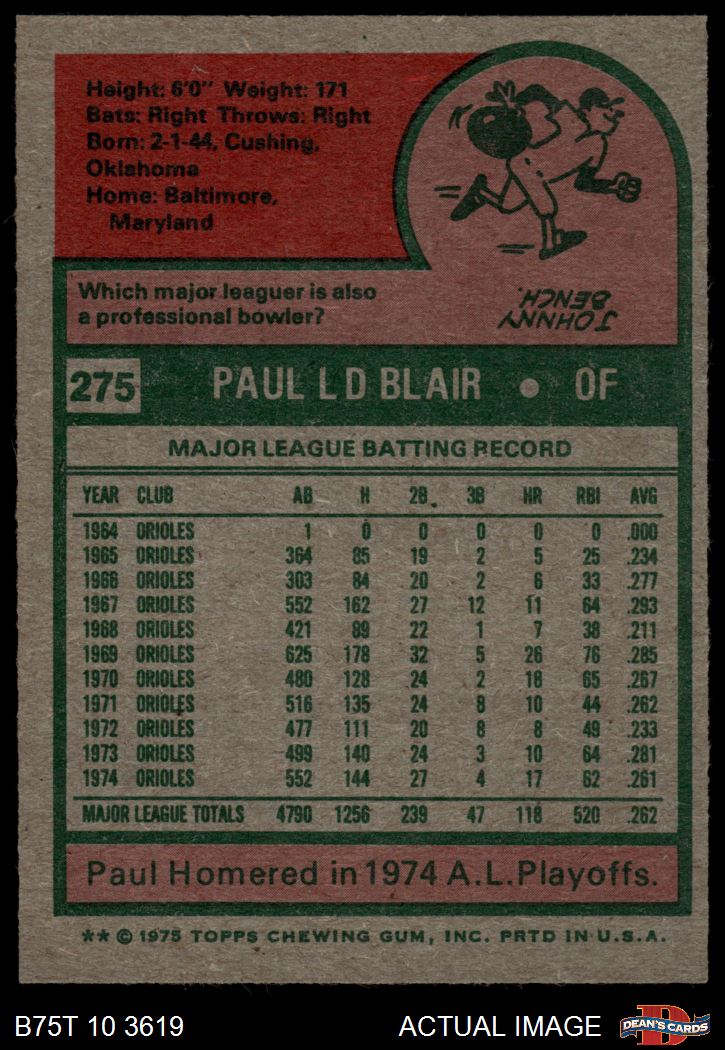 Height: 6'0" Weight: 171
Bats: Right Throws: Right
Born: 2-1-44, Cushing,
Oklahoma
Home: Baltimore,
Maryland
Which major leaguer is also
a professional bowler?
JOHNNY
BENCH.
275 PAUL L D BLAIR • OF
MAJOR LEAGUE BATTING RECORD
YEAR CLUB AB H 2B. 3B HR RBI AVG
1964 ORIOLES 1 0 0 0 0 0 .000
1965 ORIOLES 364 85 19 2 5 25 .234
1966 ORIOLES 303 84 20 2 6 33 .277
1967 ORIOLES 552 162 27 12 11 64 .293
1968 ORIOLES 421 89 22 1 7 38 .211
1969 ORIOLES 625 178 32 5 26 76 .285
1970 ORIOLES 480 128 24 2 18 65 .267
1971 ORIOLES 516 135 24 8 10 44 .262
1972 ORIOLES 477 111 20 8 8 49 .233
1973 ORIOLES 499 140 24 3 10 64 .281
1974 ORIOLES 552 144 27 4 17 62 .261
MAJOR LEAGUE TOTALS 4790 1256 239 47 118 520 .262
Paul Homered in 1974 A.L. Playoffs.
** © 1975 TOPPS CHEWING GUM, INC. PRTD IN U.S.A.
B75T 10 3619 ACTUAL IMAGE D DEAN'S CARDS